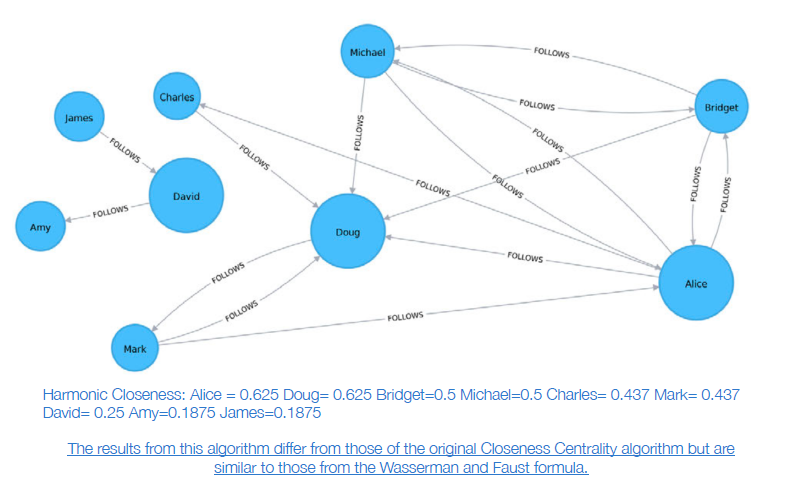 Michael
FOLLOWS
Bridget
Charles
FOLLOWS
James
FOLLOWS
FOLLOWS
FOLLOWS
FOLLOWS
FOLLOWS
David
FOLLOWS
FOLLOWS
FOLLOWS
FOLLOWS
FOLLOWS
Amy
FOLLOWS
Doug
FOLLOWS
FOLLOWS
Alice
FOLLOWS
FOLLOWS
Mark
Harmonic Closeness: Alice = 0.625 Doug= 0.625 Bridget=0.5 Michael=0.5 Charles= 0.437 Mark= 0.437
David= 0.25 Amy=0.1875 James=0.1875
The results from this algorithm differ from those of the original Closeness Centrality algorithm but are
similar to those from the Wasserman and Faust formula.